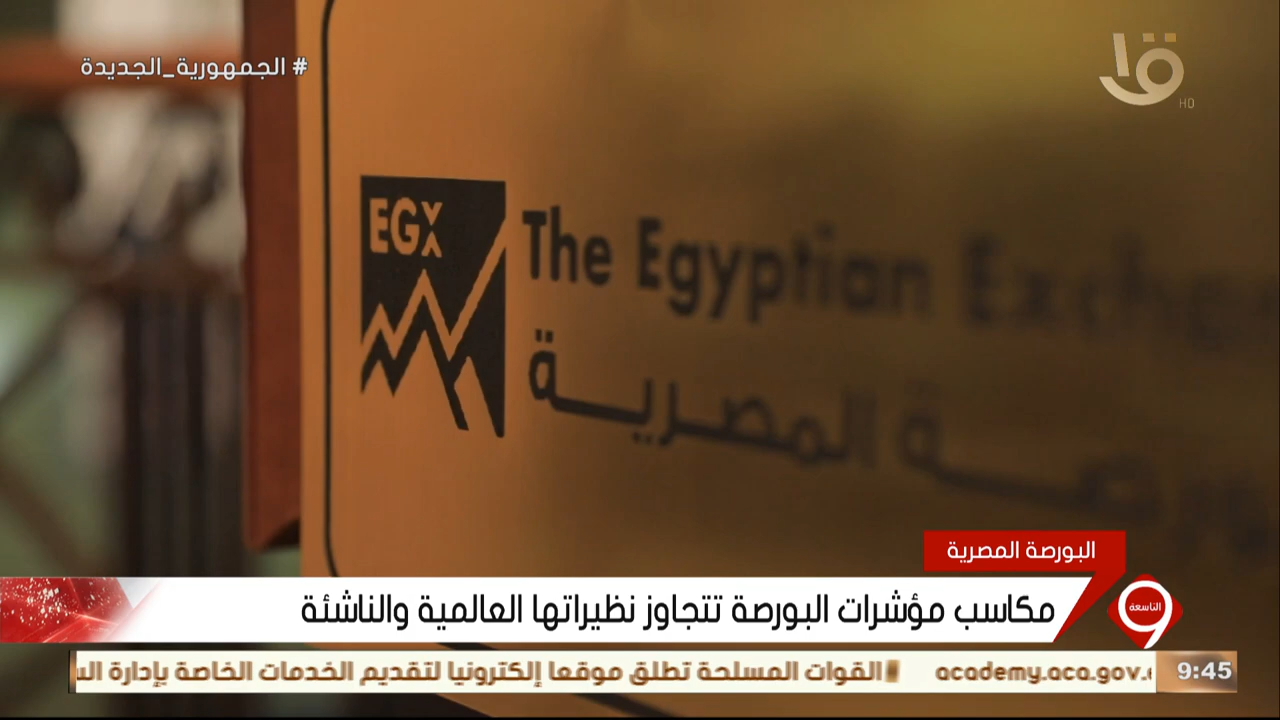 # الجمهورية_الجديدة
HD
EGX
The Egyptian
المصرية
البورصة المصرية
مكاسب مؤشرات البورصة تتجاوز نظيراتها العالمية والناشئة
التاسعة
9
القوات المسلحة تطلق موقعا إلكترونيا لتقديم الخدمات الخاصة بإدارة
academy.aca.gov.
9:45